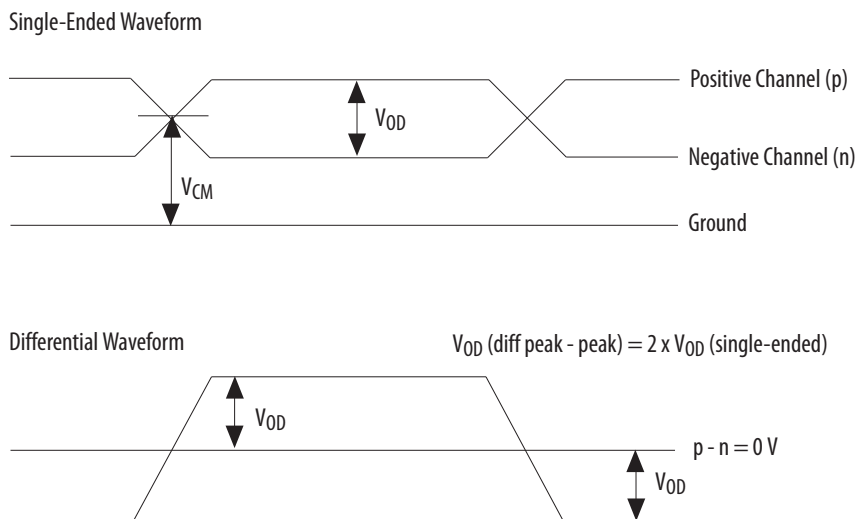 Single-Ended Waveform
Positive Channel (p)
V_OD
Negative Channel (n)
V_CM
Ground
Differential Waveform
V_OD (diff peak - peak) = 2 x V_OD (single-ended)
V_OD
p - n = 0 V
V_OD